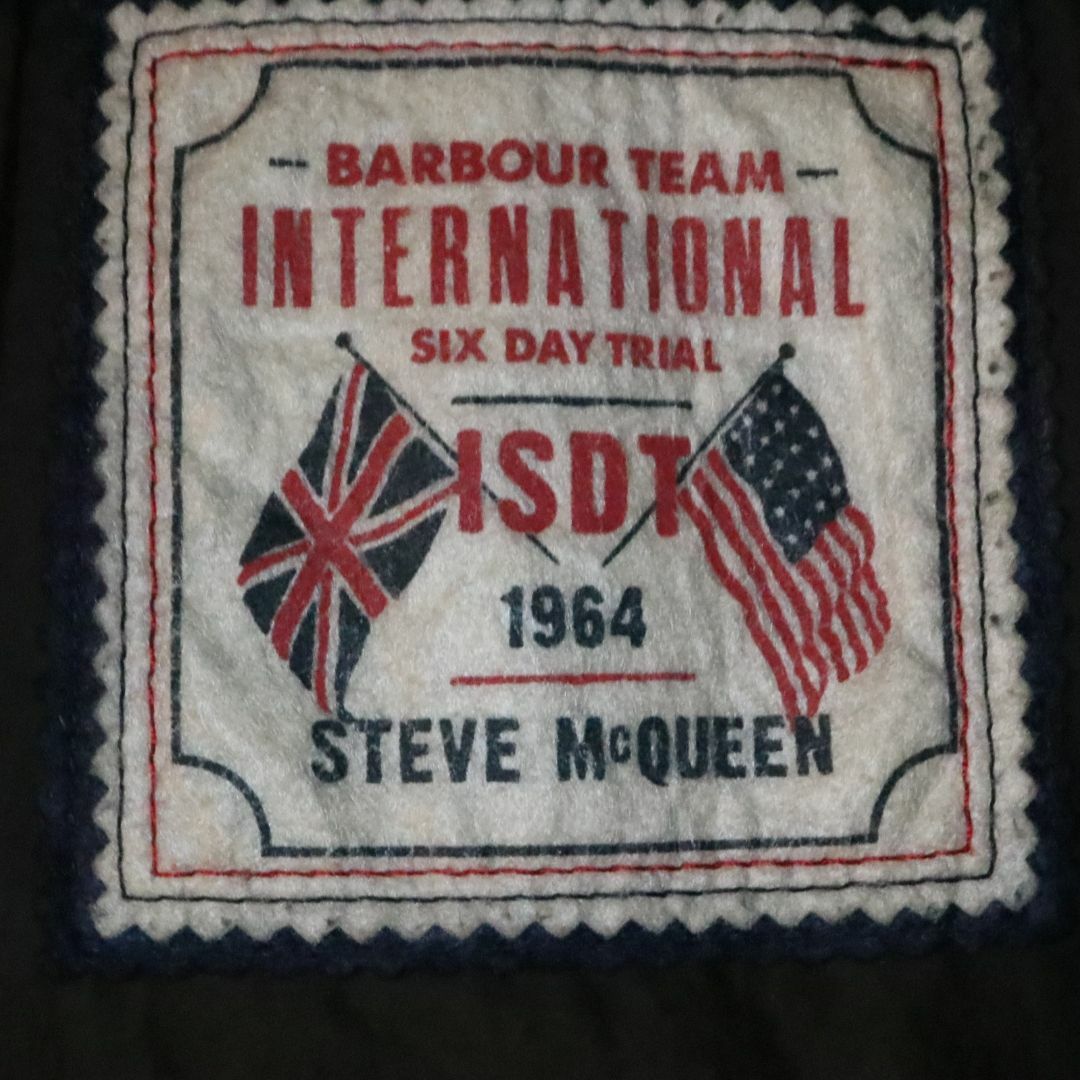 - BARBOUR TEAM -
INTERNATIONAL
SIX DAY TRIAL
ISDT
1964
STEVE McQUEEN